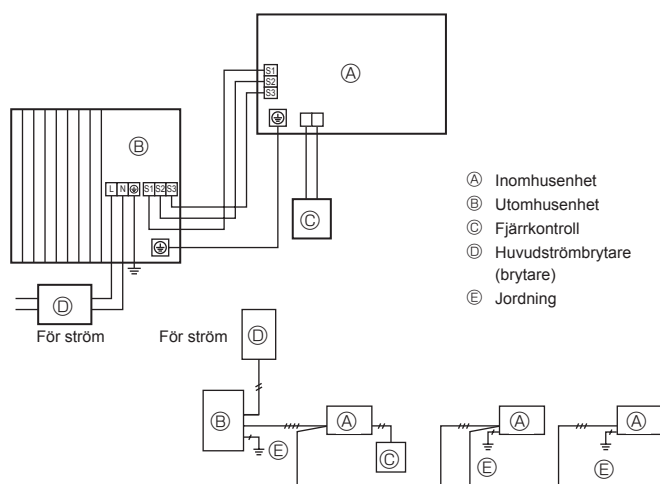 S1
S2
S3
Ⓐ
Ⓑ
L N S1 S2 S3
Ⓒ
Ⓓ
För ström
Ⓐ Inomhusenhet
Ⓑ Utomhusenhet
Ⓒ Fjärrkontroll
Ⓓ Huvudströmbrytare
(brytare)
Ⓔ Jordning
För ström
Ⓓ
Ⓑ
Ⓐ
Ⓔ
Ⓒ
Ⓐ
Ⓔ
Ⓐ
Ⓔ